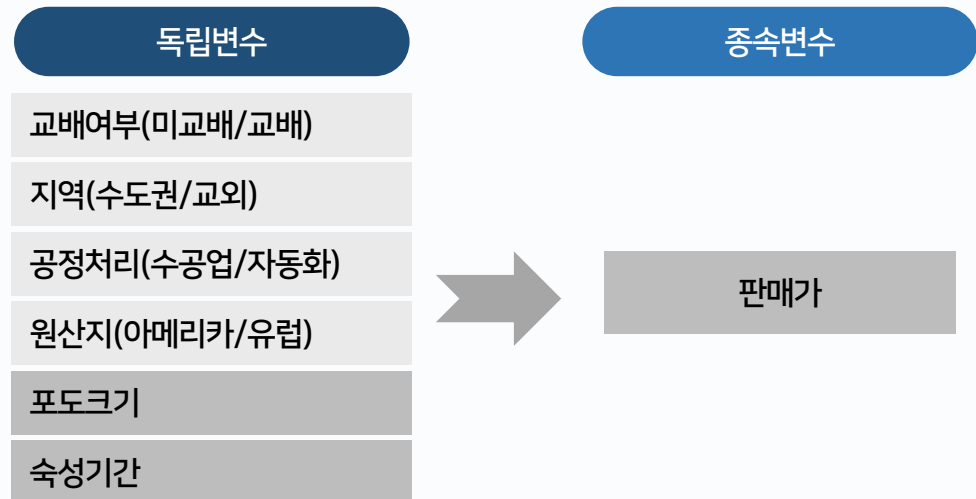 독립변수
종속변수
교배여부(미교배/교배)
지역(수도권/교외)
공정처리(수공업/자동화)
판매가
원산지(아메리카/유럽)
포도크기
숙성기간